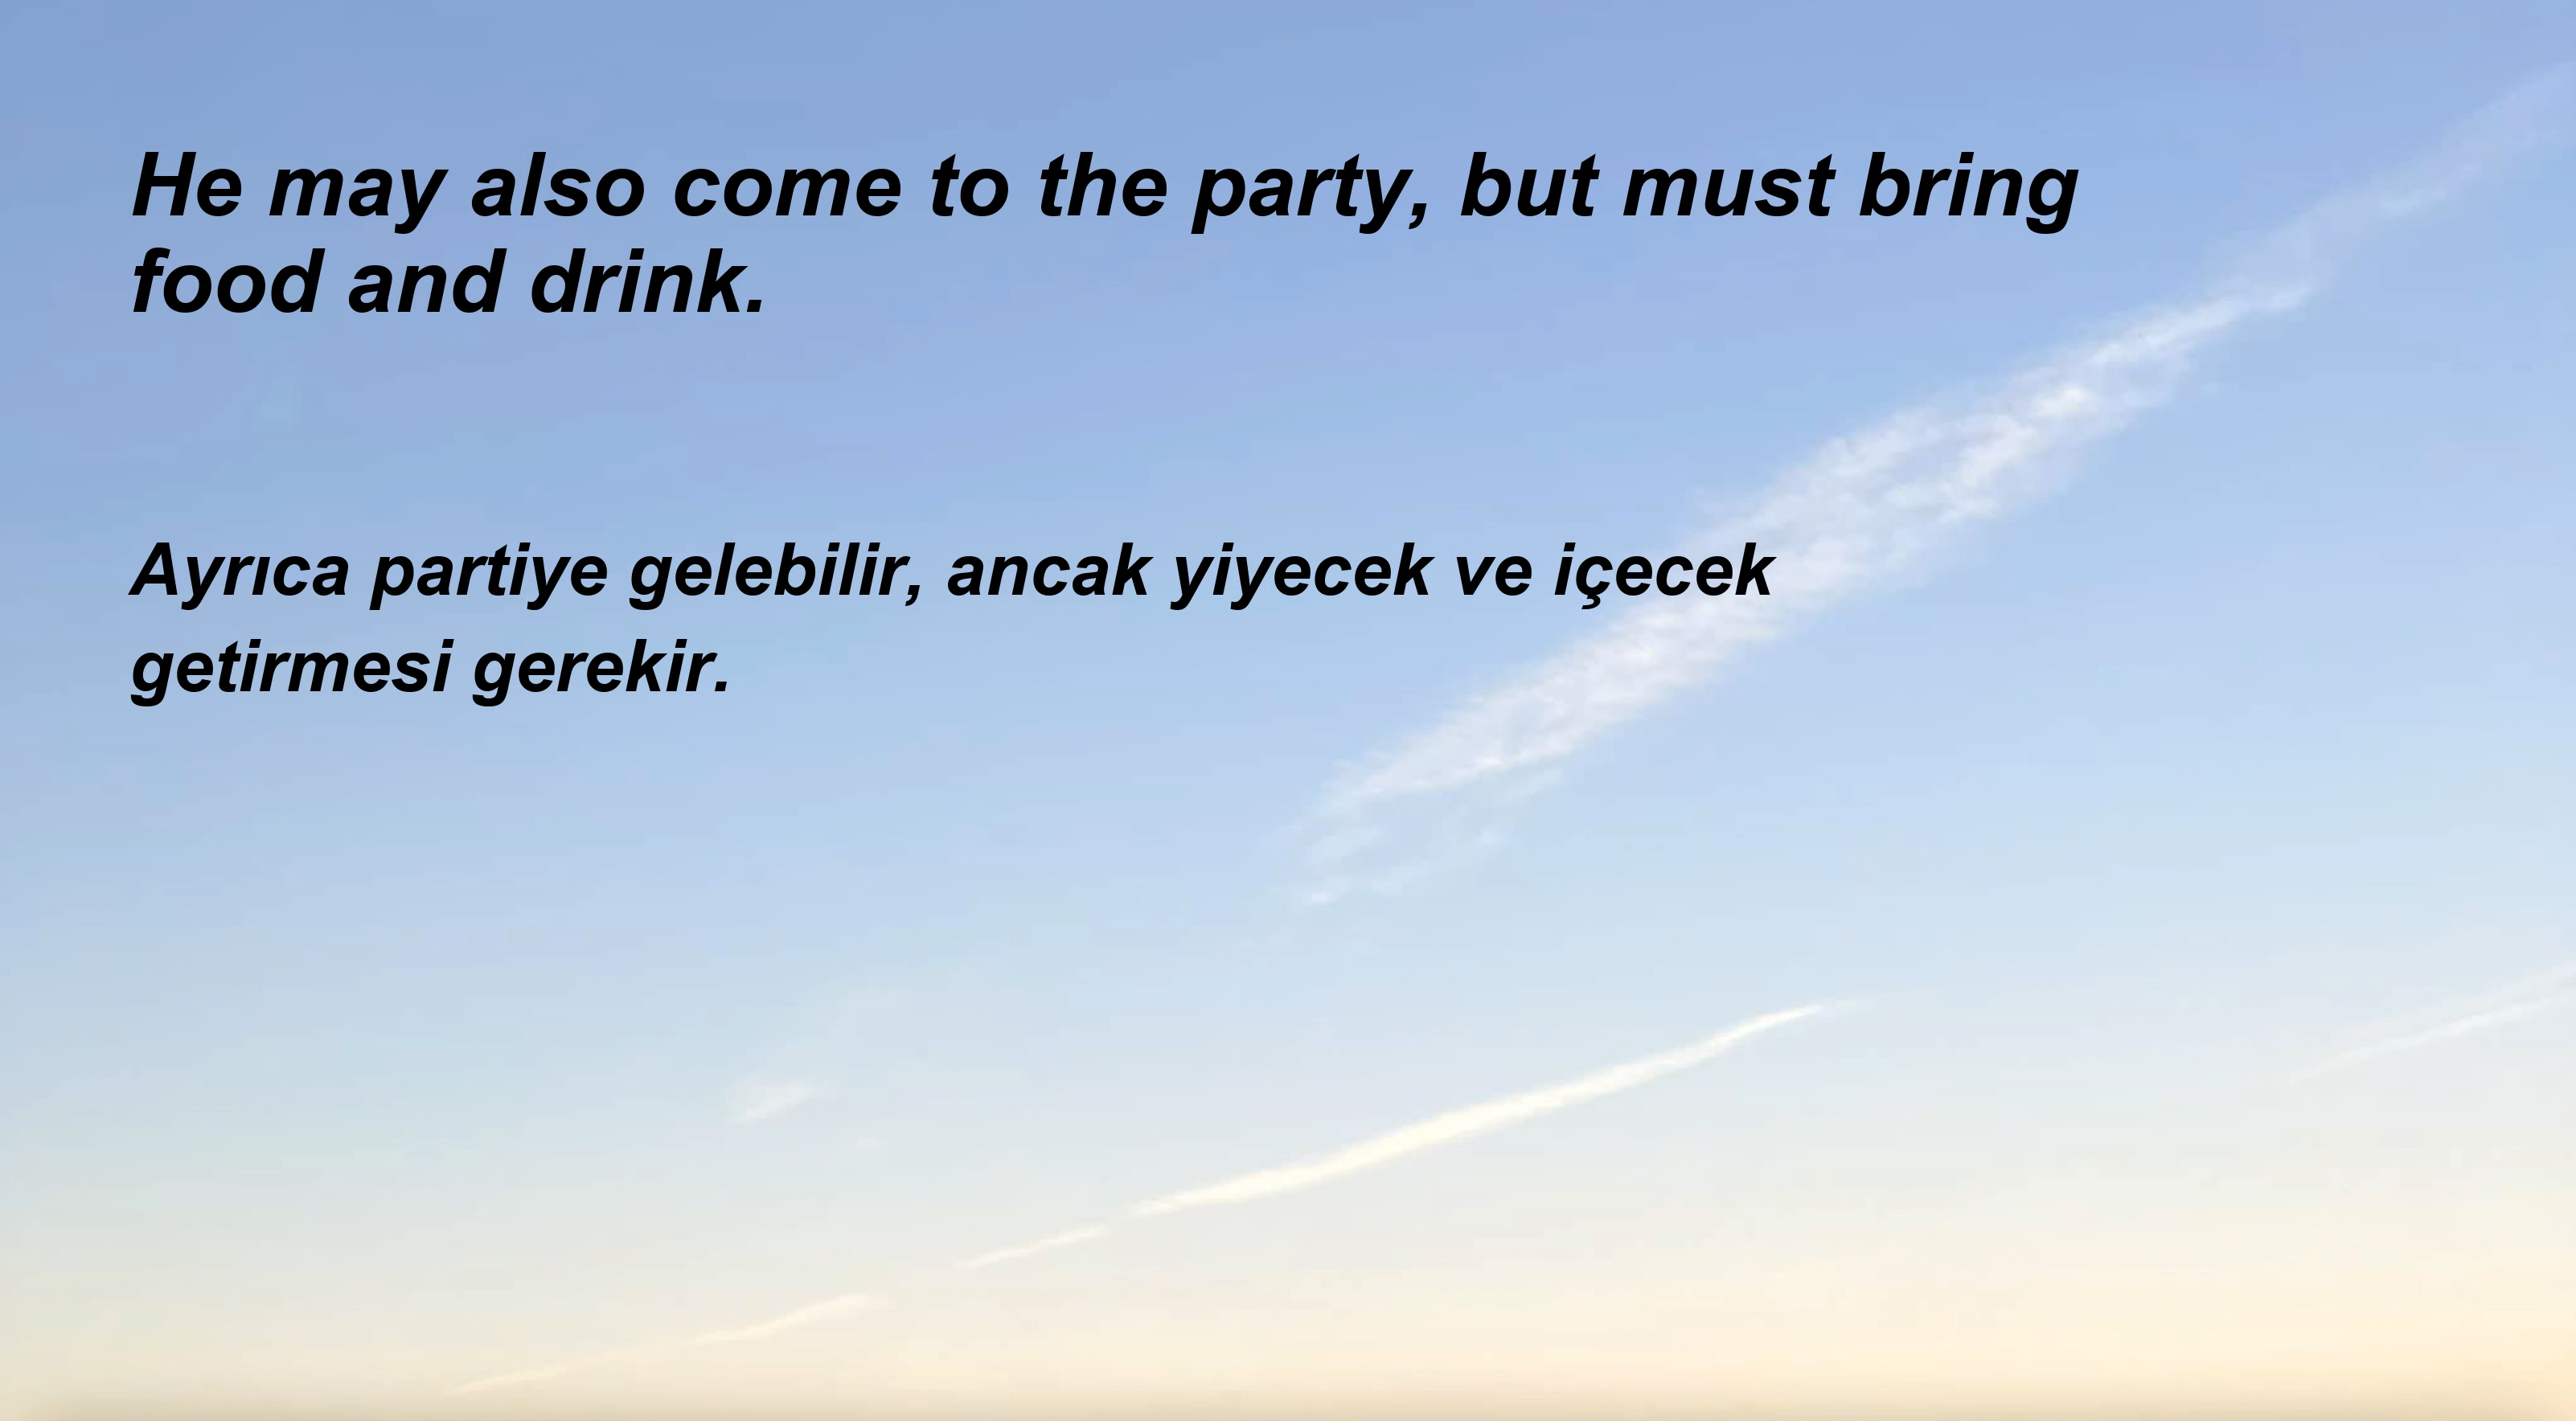 He may also come to the party, but must bring
food and drink.
Ayrıca partiye gelebilir, ancak yiyecek ve içecek
getirmesi gerekir.